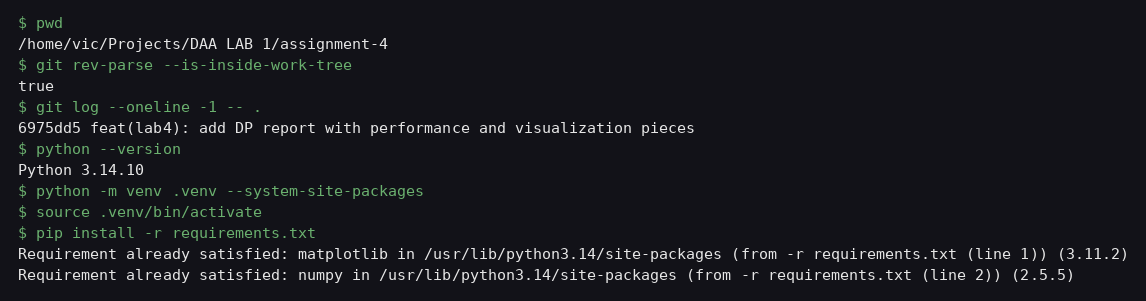 $ pwd
/home/vic/Projects/DAA LAB 1/assignment-4
$ git rev-parse --is-inside-work-tree
true
$ git log --oneline -1 -- .
6975dd5 feat(lab4): add DP report with performance and visualization pieces
$ python --version
Python 3.14.10
$ python -m venv .venv --system-site-packages
$ source .venv/bin/activate
$ pip install -r requirements.txt
Requirement already satisfied: matplotlib in /usr/lib/python3.14/site-packages (from -r requirements.txt (line 1)) (3.11.2)
Requirement already satisfied: numpy in /usr/lib/python3.14/site-packages (from -r requirements.txt (line 2)) (2.5.5)